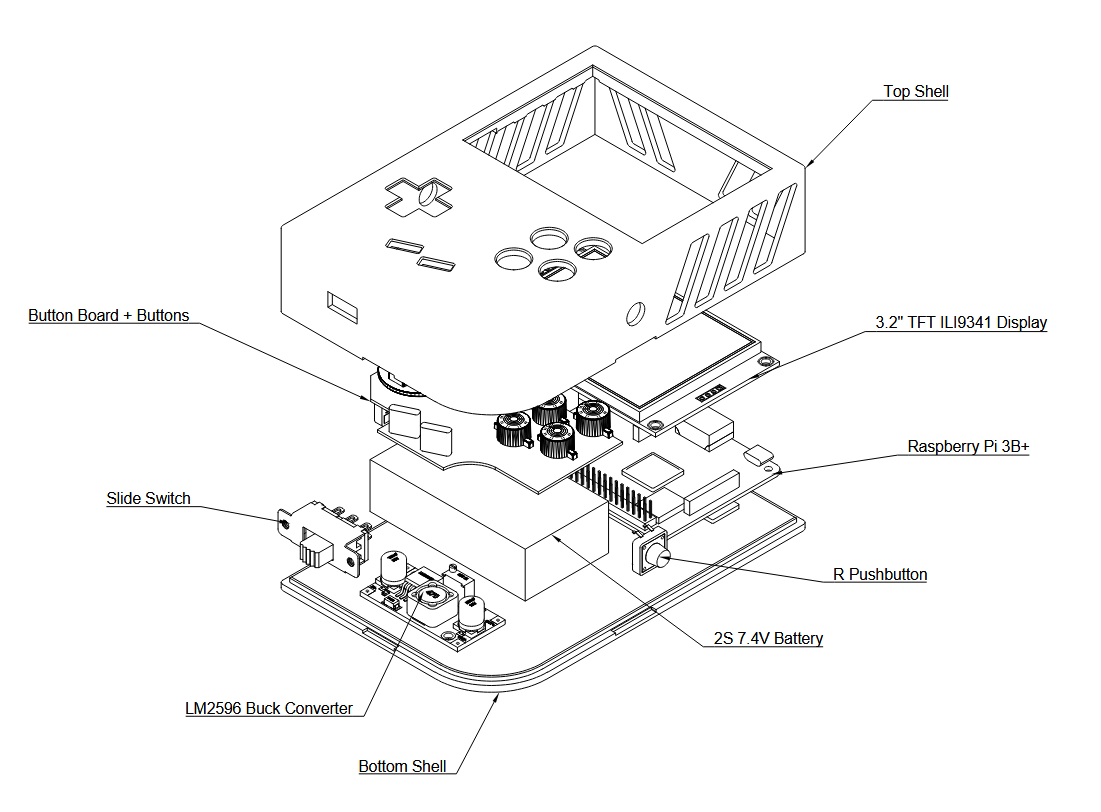 Top Shell
Button Board + Buttons
3.2" TFT ILI9341 Display
Raspberry Pi 3B+
Slide Switch
R Pushbutton
2S 7.4V Battery
LM2596 Buck Converter
Bottom Shell